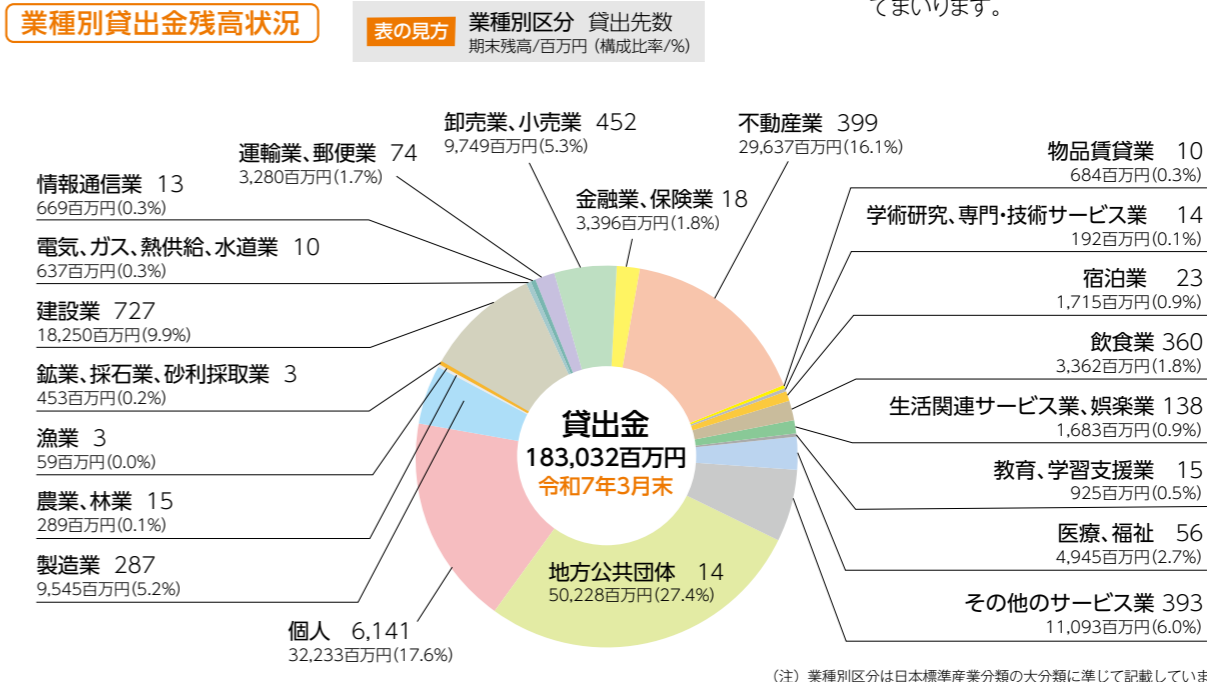 てまいります。
業種別貸出金残高状況
表の見方 業種別区分 貸出先数
期末残高/百万円 (構成比率/%)
卸売業、小売業 452
9,749百万円(5.3%)
不動産業 399
29,637百万円(16.1%)
運輸業、郵便業 74
3,280百万円(1.7%)
金融業、保険業 18
3,396百万円(1.8%)
情報通信業 13
669百万円(0.3%)
電気、ガス、熱供給、水道業 10
637百万円(0.3%)
建設業 727
18,250百万円(9.9%)
鉱業、採石業、砂利採取業 3
453百万円(0.2%)
漁業 3
59百万円(0.0%)
農業、林業 15
289百万円(0.1%)
製造業 287
9,545百万円(5.2%)
個人 6,141
32,233百万円(17.6%)
貸出金
183,032百万円
令和7年3月末
地方公共団体 14
50,228百万円(27.4%)
物品賃貸業 10
684百万円(0.3%)
学術研究、専門・技術サービス業 14
192百万円(0.1%)
宿泊業 23
1,715百万円(0.9%)
飲食業 360
3,362百万円(1.8%)
生活関連サービス業、娯楽業 138
1,683百万円(0.9%)
教育、学習支援業 15
925百万円(0.5%)
医療、福祉 56
4,945百万円(2.7%)
その他のサービス業 393
11,093百万円(6.0%)
(注) 業種別区分は日本標準産業分類の大分類に準じて記載していま